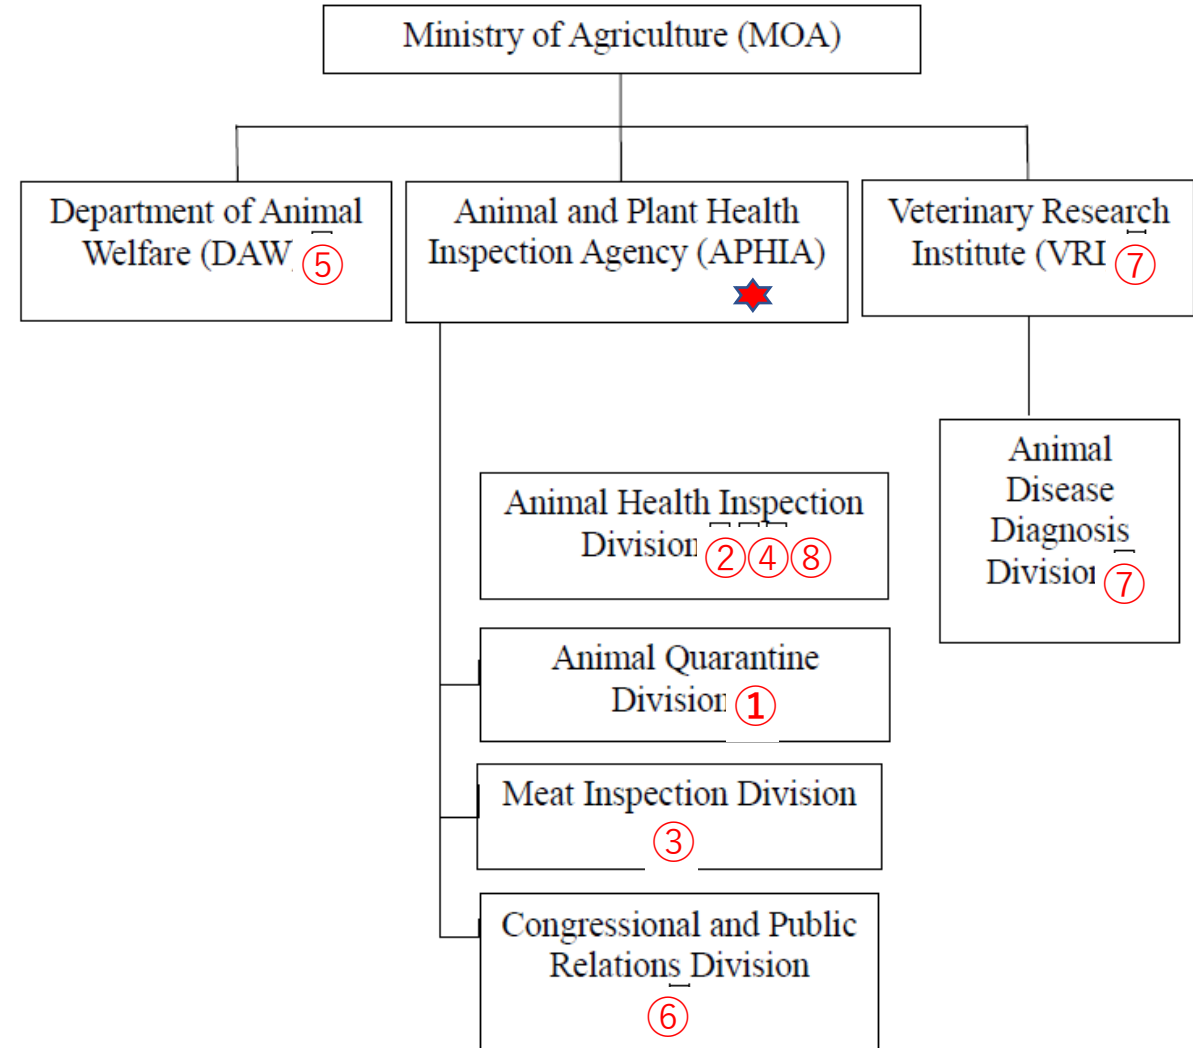 Ministry of Agriculture (MOA)
Department of Animal
Welfare (DAW
⑤
Animal and Plant Health
Inspection Agency (APHIA)
Veterinary Research
Institute (VRI
⑦
Animal Health Inspection
Division
②④⑧
Animal
Disease
Diagnosis
Division
⑦
Animal Quarantine
Division
①
Meat Inspection Division
③
Congressional and Public
Relations Division
⑥